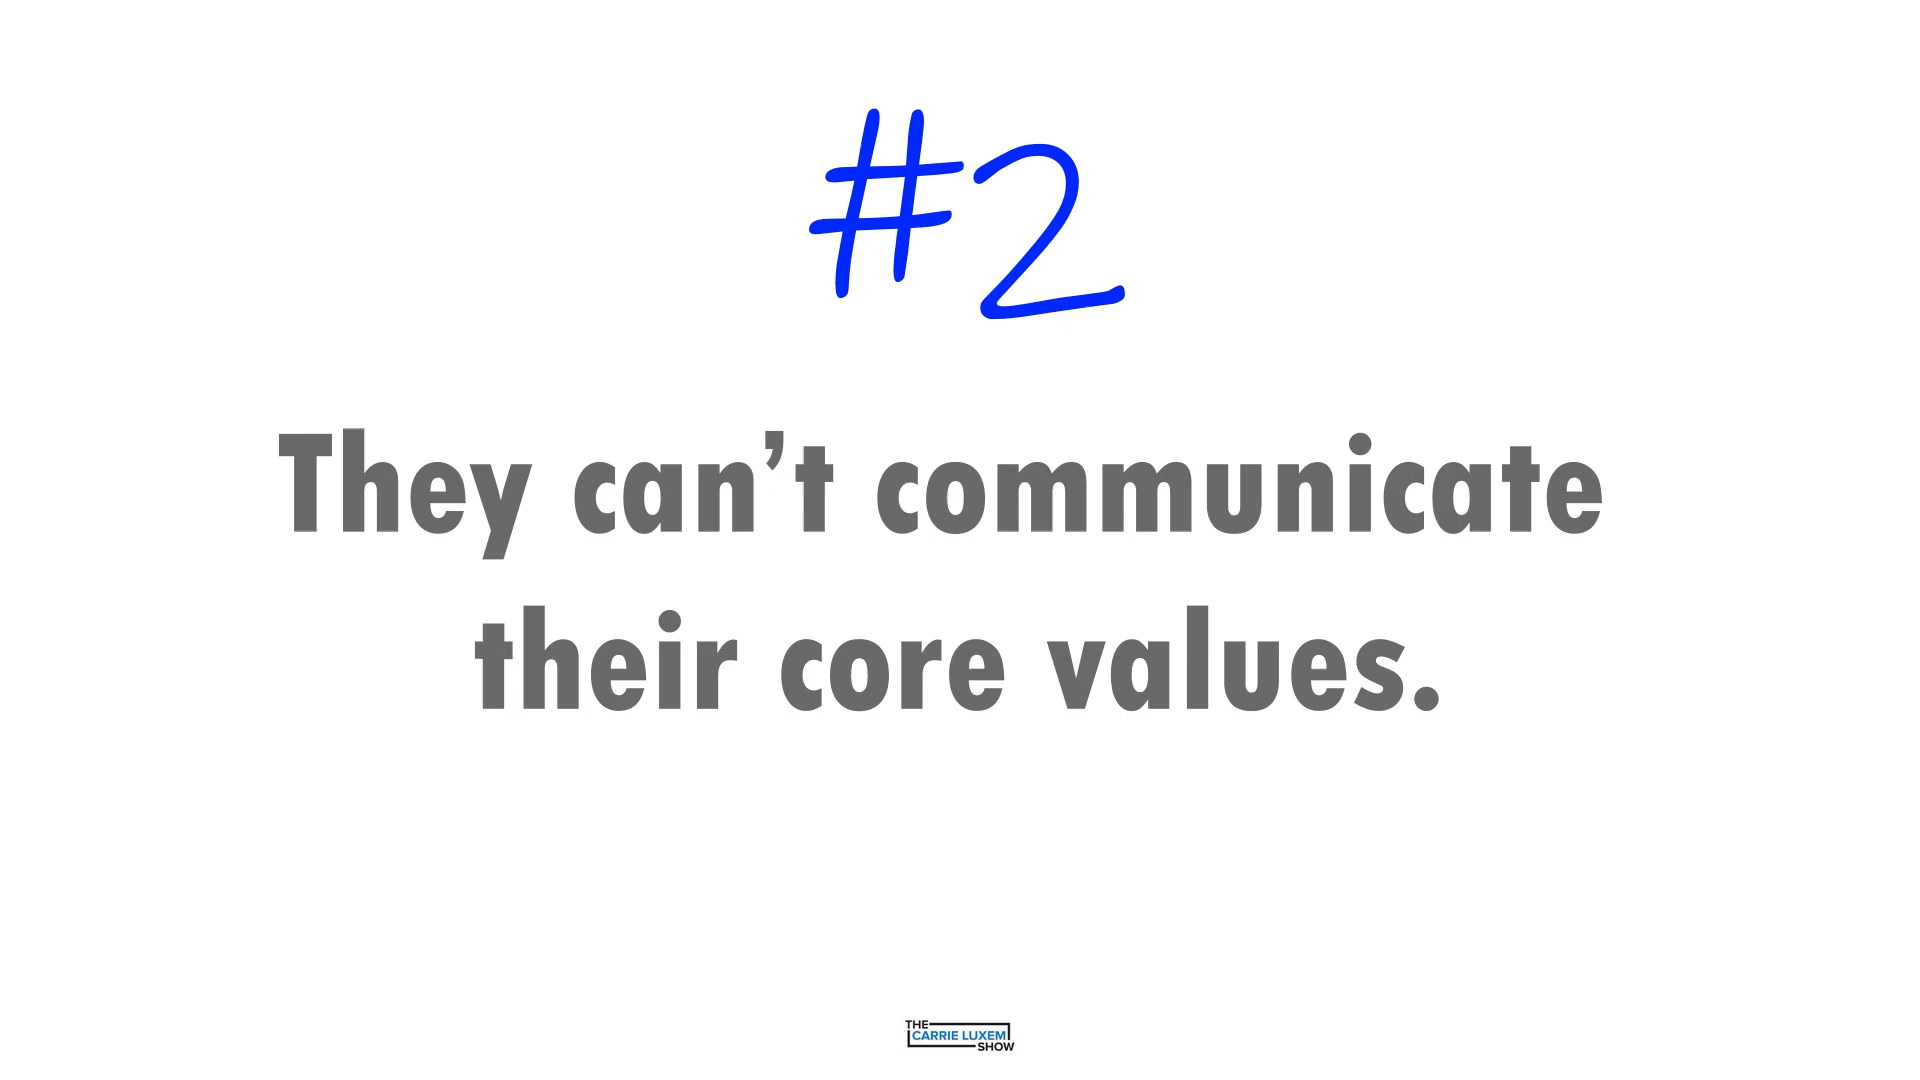 #2
They can’t communicate
their core values.
THE
CARRIE LUXEM
SHOW